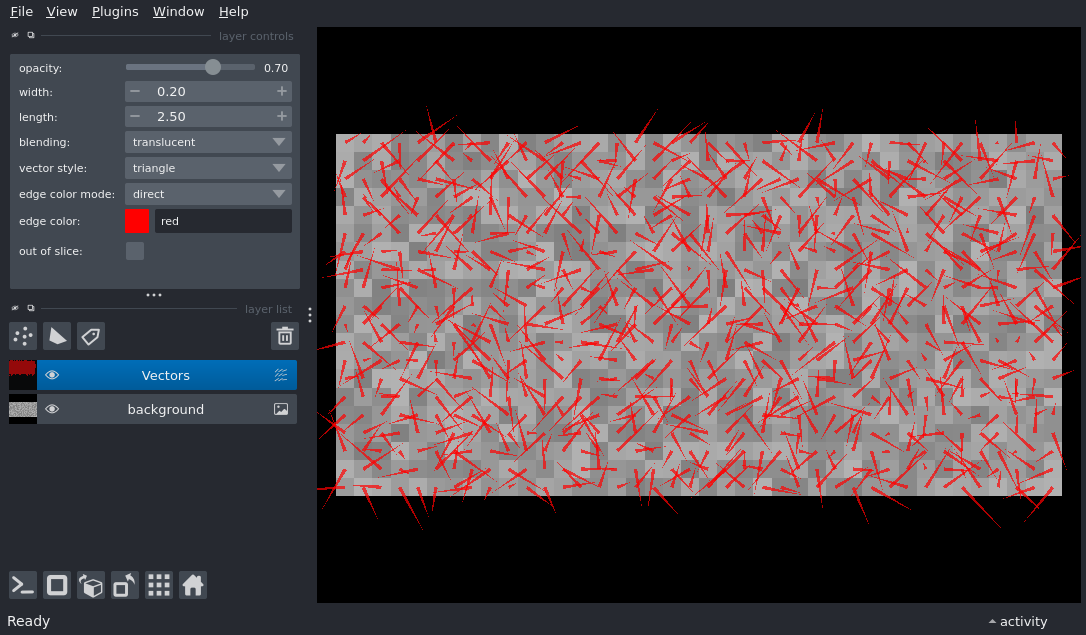 File View Plugins Window Help
layer controls
opacity: 0.70
width: − 0.20 +
length: − 2.50 +
blending: translucent
vector style: triangle
edge color mode: direct
edge color: red
out of slice:
layer list
Vectors
background
Ready
activity